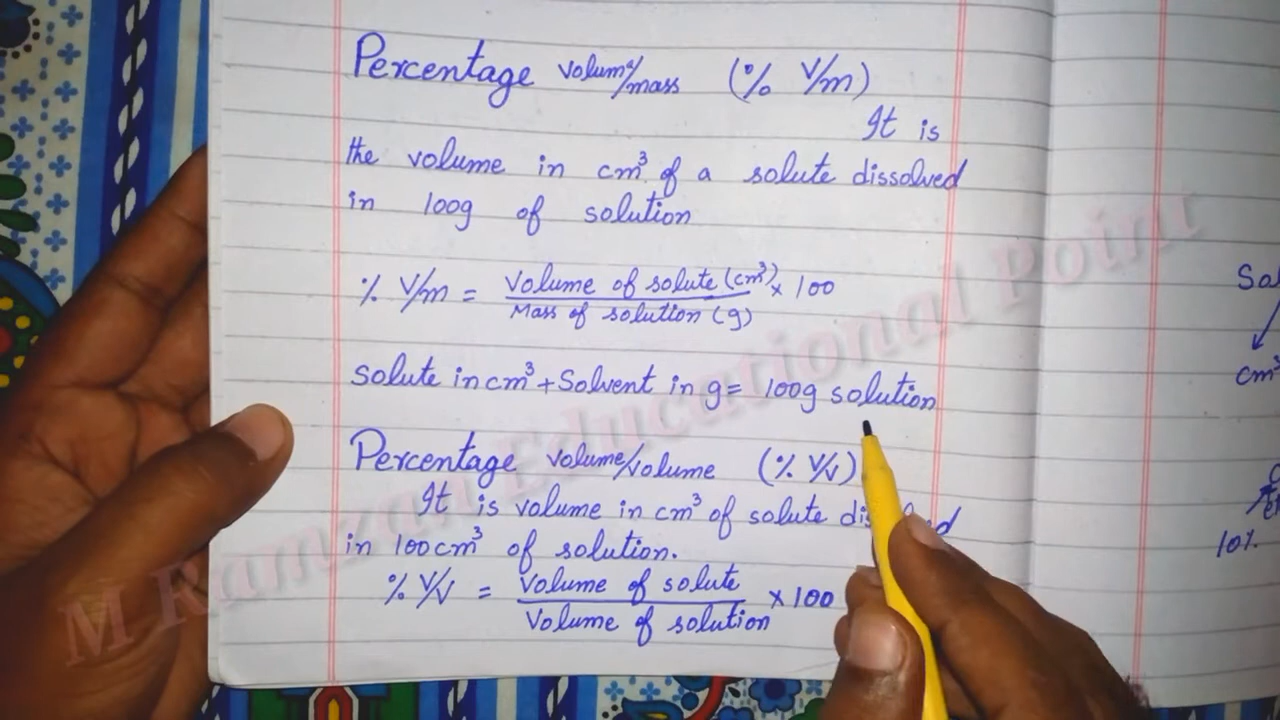 Percentage volume/mass (% V/m)
It is
the volume in cm³ of a solute dissolved
in 100g of solution
% V/m = Volume of solute (cm³) × 100
Mass of solution (g)
solute in cm³ + Solvent in g = 100g solution
Percentage volume/volume (% V/V)
It is volume in cm³ of solute
in 100cm³ of solution.
% V/V = Volume of solute × 100
Volume of solution
Sol
cm³
10%
M Ramzan Educational Point